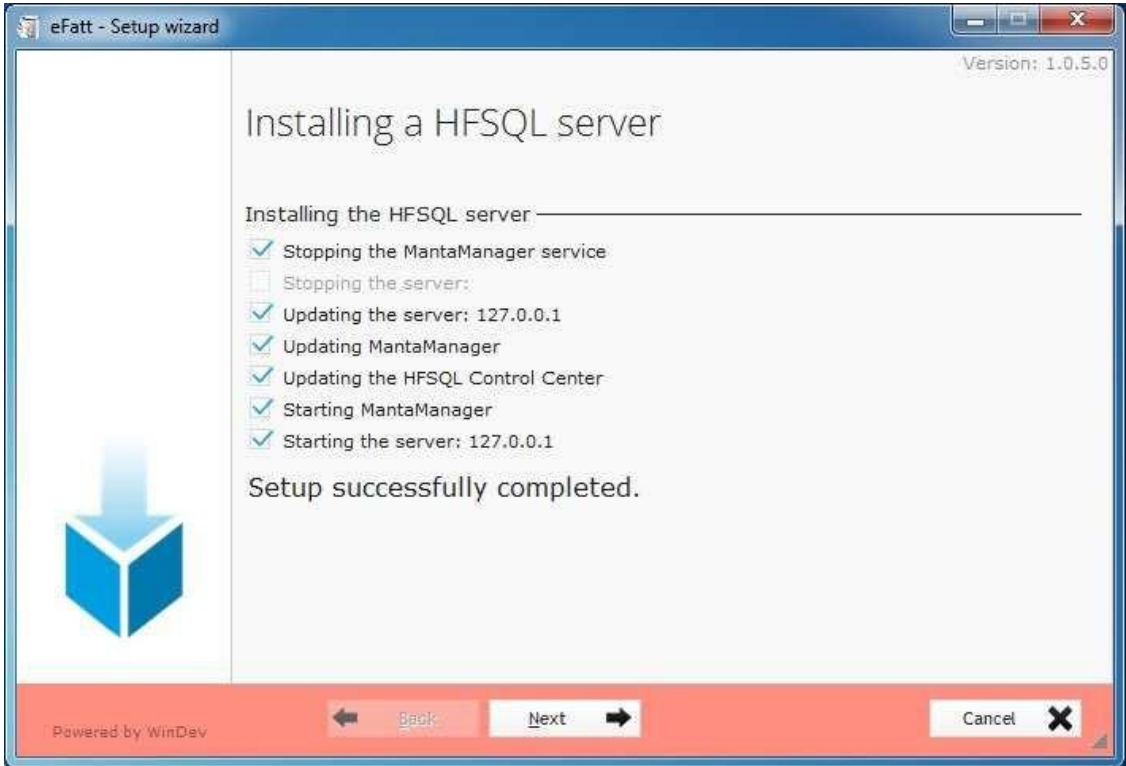 eFatt - Setup wizard
Version: 1.0.5.0
Installing a HFSQL server
Installing the HFSQL server
Stopping the MantaManager service
Stopping the server:
Updating the server: 127.0.0.1
Updating MantaManager
Updating the HFSQL Control Center
Starting MantaManager
Starting the server: 127.0.0.1
Setup successfully completed.
Powered by WinDev
Back
Next
Cancel